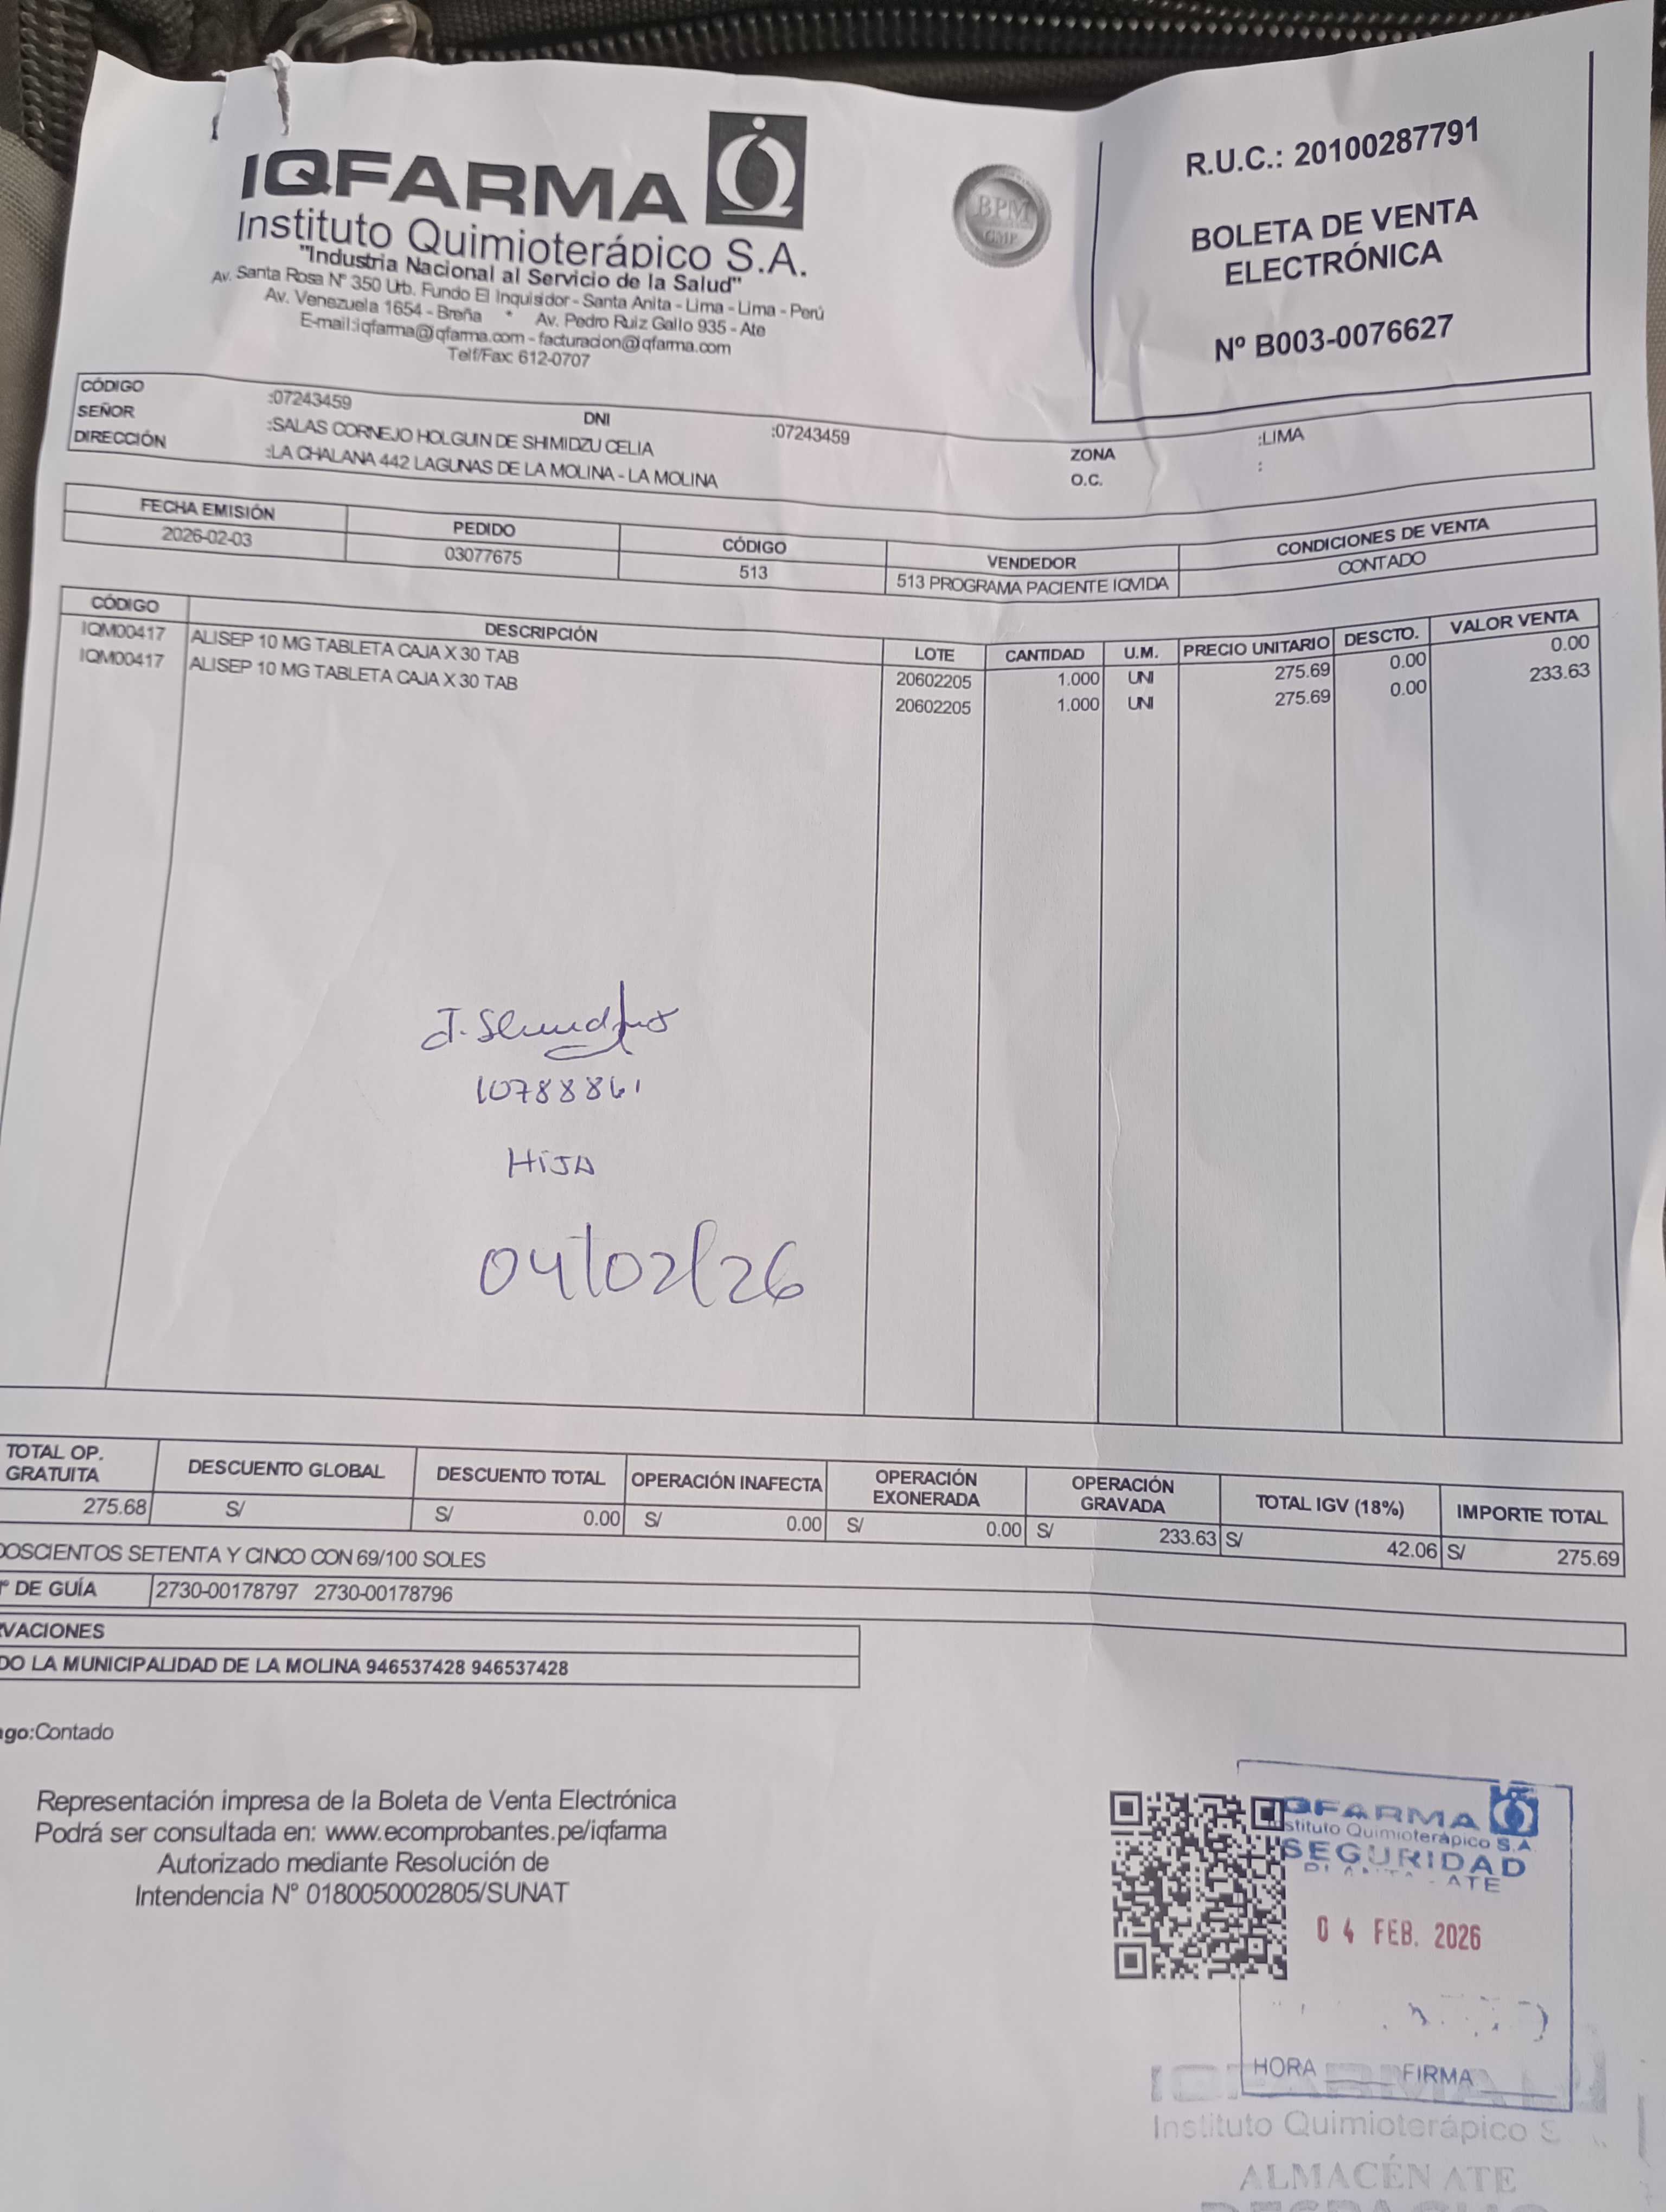 IQFARMA
Instituto Quimioterápico S.A.
"Industria Nacional al Servicio de la Salud"
Av. Santa Rosa N° 350 Urb. Fundo El Inquisidor - Santa Anita - Lima - Lima - Perú
Av. Venezuela 1654 - Breña * Av. Pedro Ruiz Gallo 935 - Ate
E-mail:iqfarma@iqfarma.com - facturacion@iqfarma.com
Telf/Fax: 612-0707
BPM
GMP
R.U.C.: 20100287791
BOLETA DE VENTA
ELECTRÓNICA
Nº B003-0076627
CÓDIGO :07243459 DNI :07243459
SEÑOR :SALAS CORNEJO HOLGUIN DE SHIMIDZU CELIA ZONA :LIMA
DIRECCIÓN :LA CHALANA 442 LAGUNAS DE LA MOLINA - LA MOLINA O.C. :
FECHA EMISIÓN PEDIDO CÓDIGO VENDEDOR CONDICIONES DE VENTA
2026-02-03 03077675 513 513 PROGRAMA PACIENTE IQVIDA CONTADO
CÓDIGO DESCRIPCIÓN LOTE CANTIDAD U.M. PRECIO UNITARIO DESCTO. VALOR VENTA
IQM00417 ALISEP 10 MG TABLETA CAJA X 30 TAB 20602205 1.000 UNI 275.69 0.00 0.00
IQM00417 ALISEP 10 MG TABLETA CAJA X 30 TAB 20602205 1.000 UNI 275.69 0.00 233.63
10788861
HIJA
04/02/26
TOTAL OP. GRATUITA DESCUENTO GLOBAL DESCUENTO TOTAL OPERACIÓN INAFECTA OPERACIÓN EXONERADA OPERACIÓN GRAVADA TOTAL IGV (18%) IMPORTE TOTAL
275.68 S/ S/ 0.00 S/ 0.00 S/ 0.00 S/ 233.63 S/ 42.06 S/ 275.69
DOSCIENTOS SETENTA Y CINCO CON 69/100 SOLES
DE GUÍA 2730-00178797 2730-00178796
VACIONES
DO LA MUNICIPALIDAD DE LA MOLINA 946537428 946537428
go:Contado
Representación impresa de la Boleta de Venta Electrónica
Podrá ser consultada en: www.ecomprobantes.pe/iqfarma
Autorizado mediante Resolución de
Intendencia N° 0180050002805/SUNAT
QFARMA
stituto Quimioterápico S.A.
SEGURIDAD
ATE
04 FEB. 2026
HORA FIRMA
IQFARMA
Instituto Quimioterápico S
ALMACÉN ATE